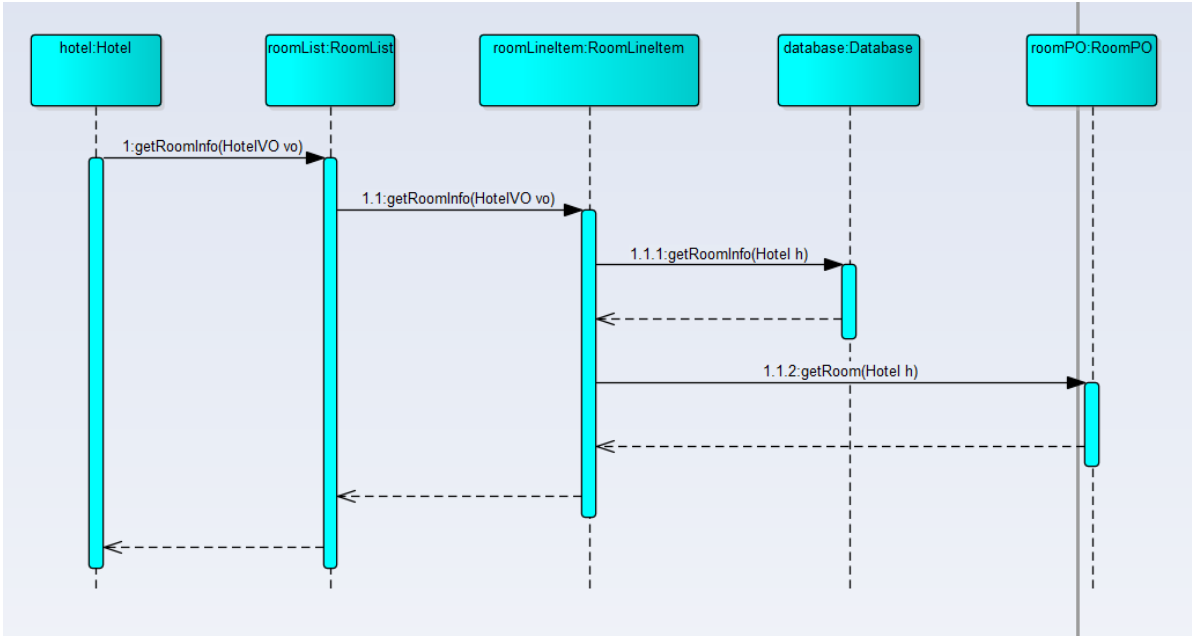 hotel:Hotel
roomList:RoomList
roomLineItem:RoomLineItem
database:Database
roomPO:RoomPO
1:getRoomInfo(HotelVO vo)
1.1:getRoomInfo(HotelVO vo)
1.1.1:getRoomInfo(Hotel h)
1.1.2:getRoom(Hotel h)